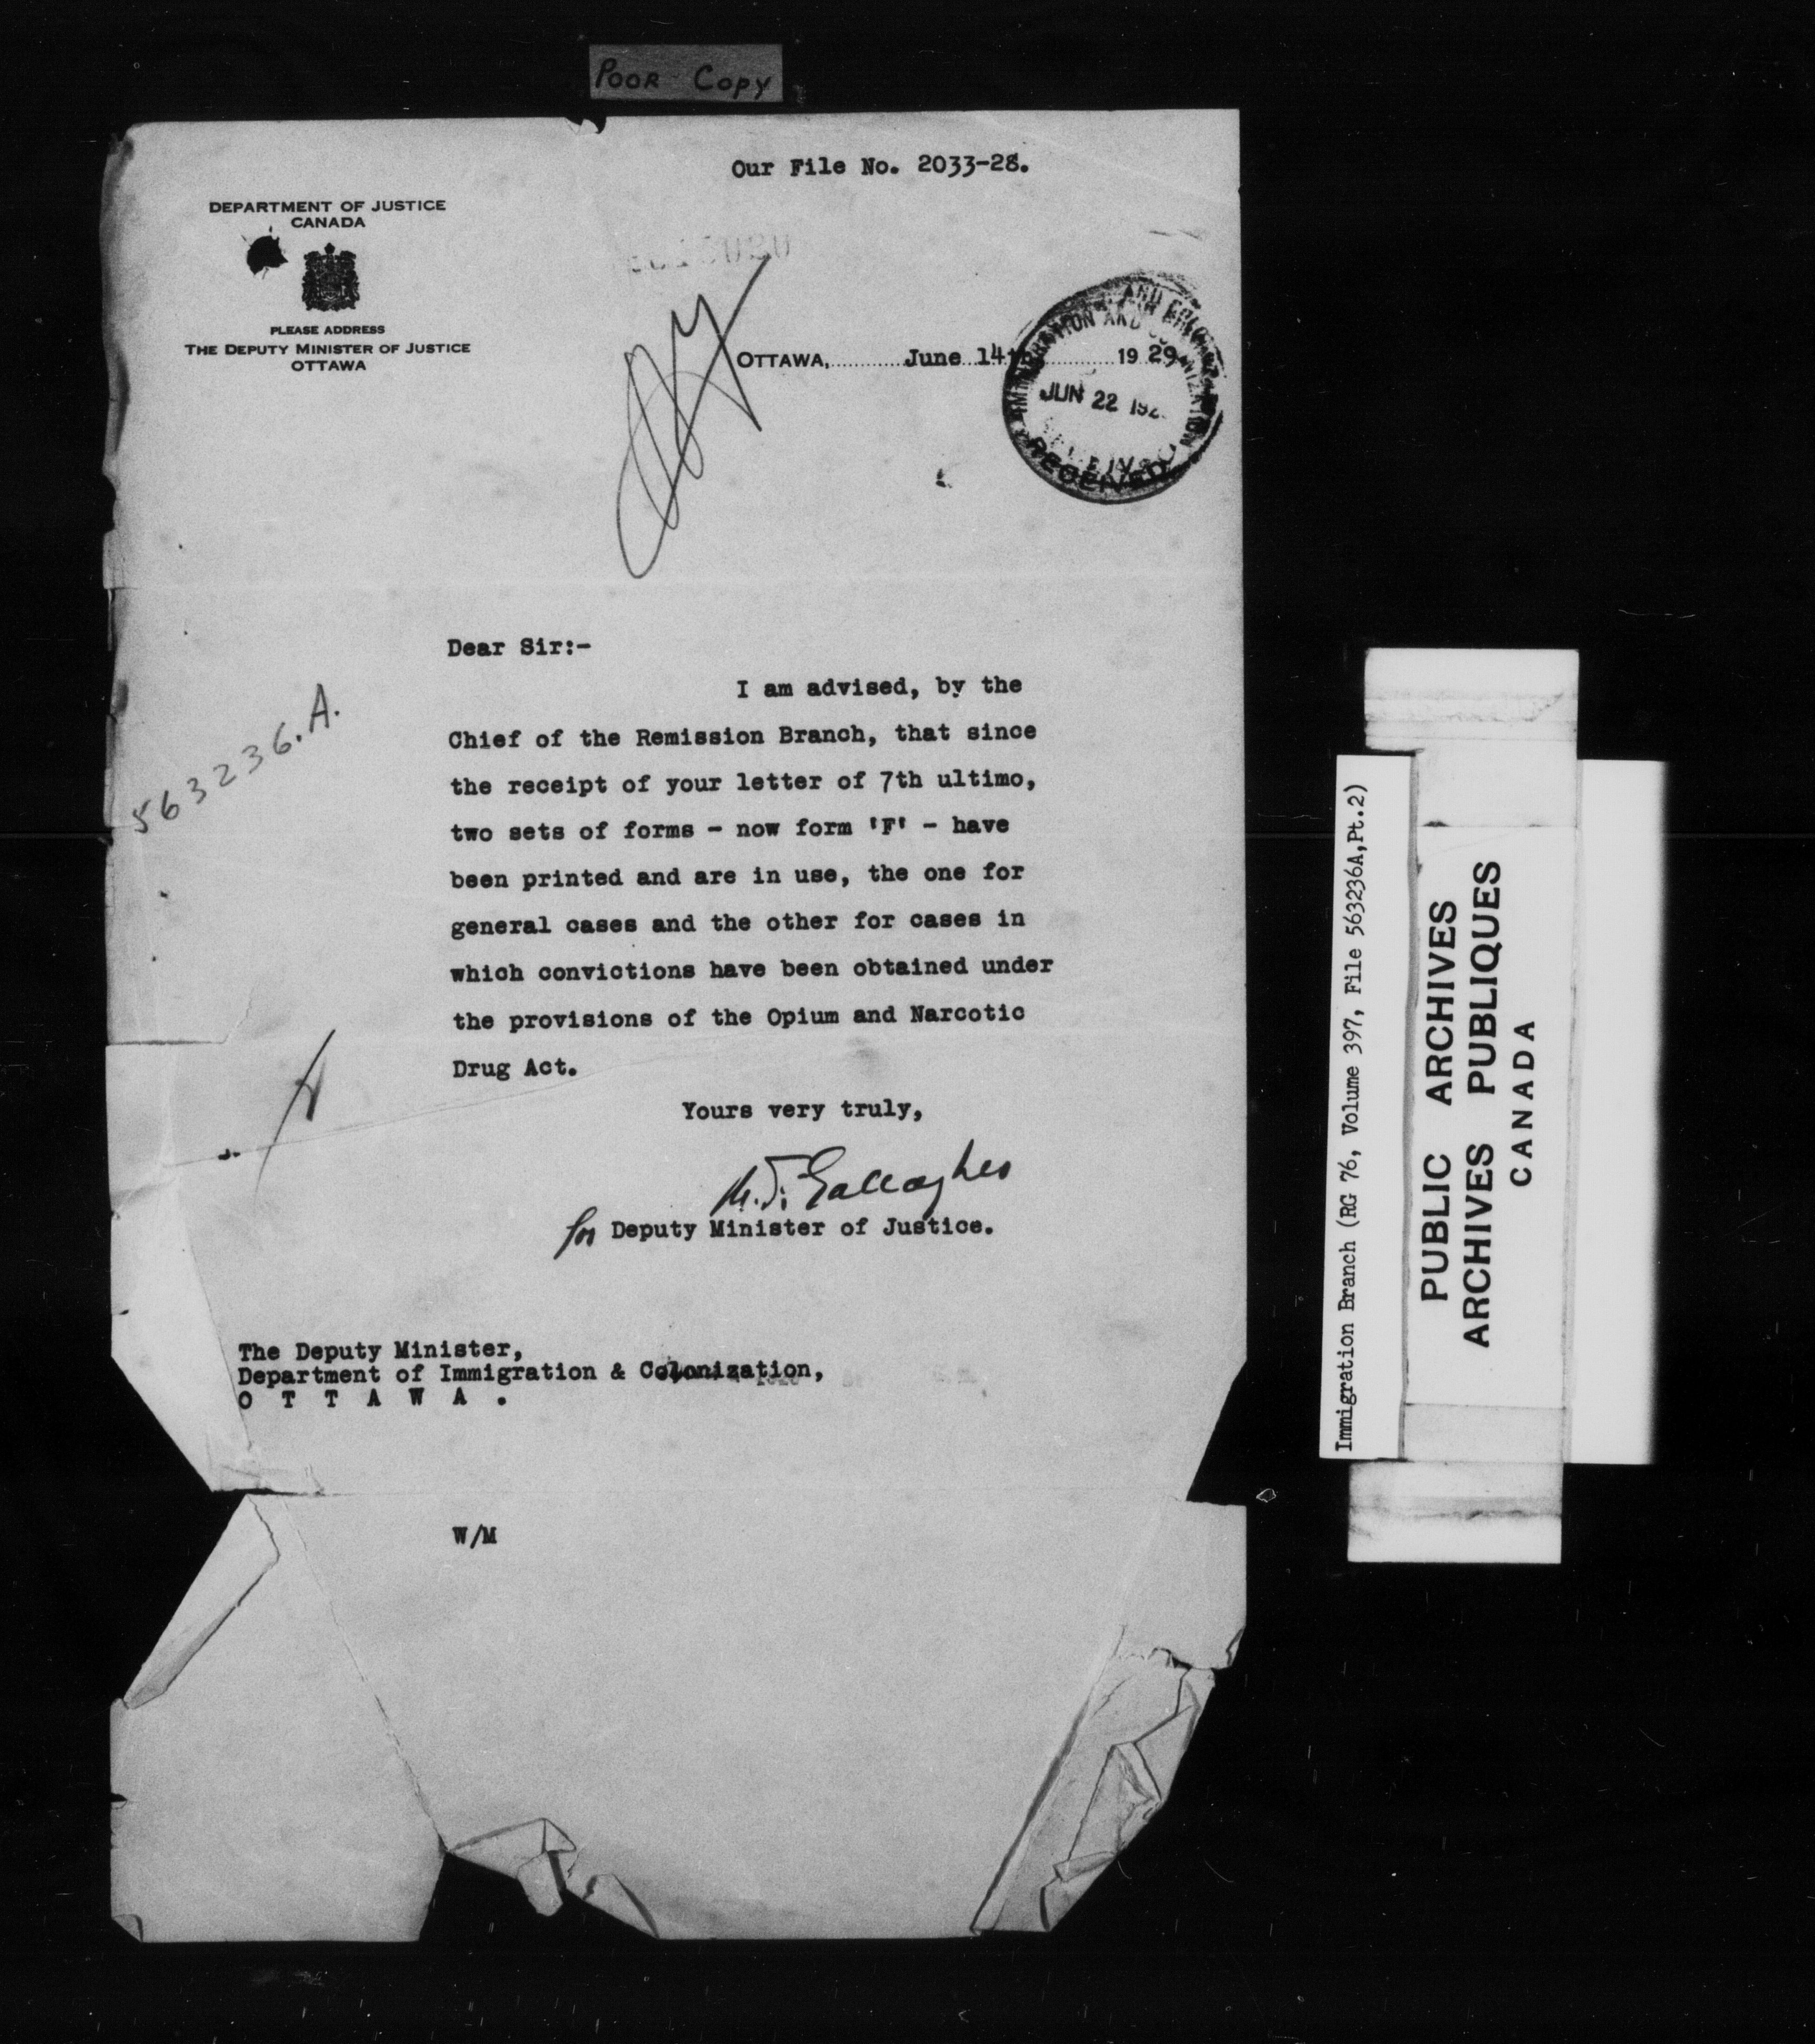 POOR COPY
Our File No. 2033-28.
DEPARTMENT OF JUSTICE
CANADA
PLEASE ADDRESS
THE DEPUTY MINISTER OF JUSTICE
OTTAWA
OTTAWA, June 14th 1929
IMMIGRATION AND COLONIZATION
JUN 22 192
RECEIVED
Dear Sir:-
I am advised, by the
Chief of the Remission Branch, that since
the receipt of your letter of 7th ultimo,
two sets of forms - now form 'F' - have
been printed and are in use, the one for
general cases and the other for cases in
which convictions have been obtained under
the provisions of the Opium and Narcotic
Drug Act.
563236.A.
Yours very truly,
M.F. Gallagher
for Deputy Minister of Justice.
The Deputy Minister,
Department of Immigration & Colonization,
O T T A W A .
W/M
Immigration Branch (RG 76, Volume 397, File 563236A,Pt.2)
PUBLIC ARCHIVES
ARCHIVES PUBLIQUES
CANADA